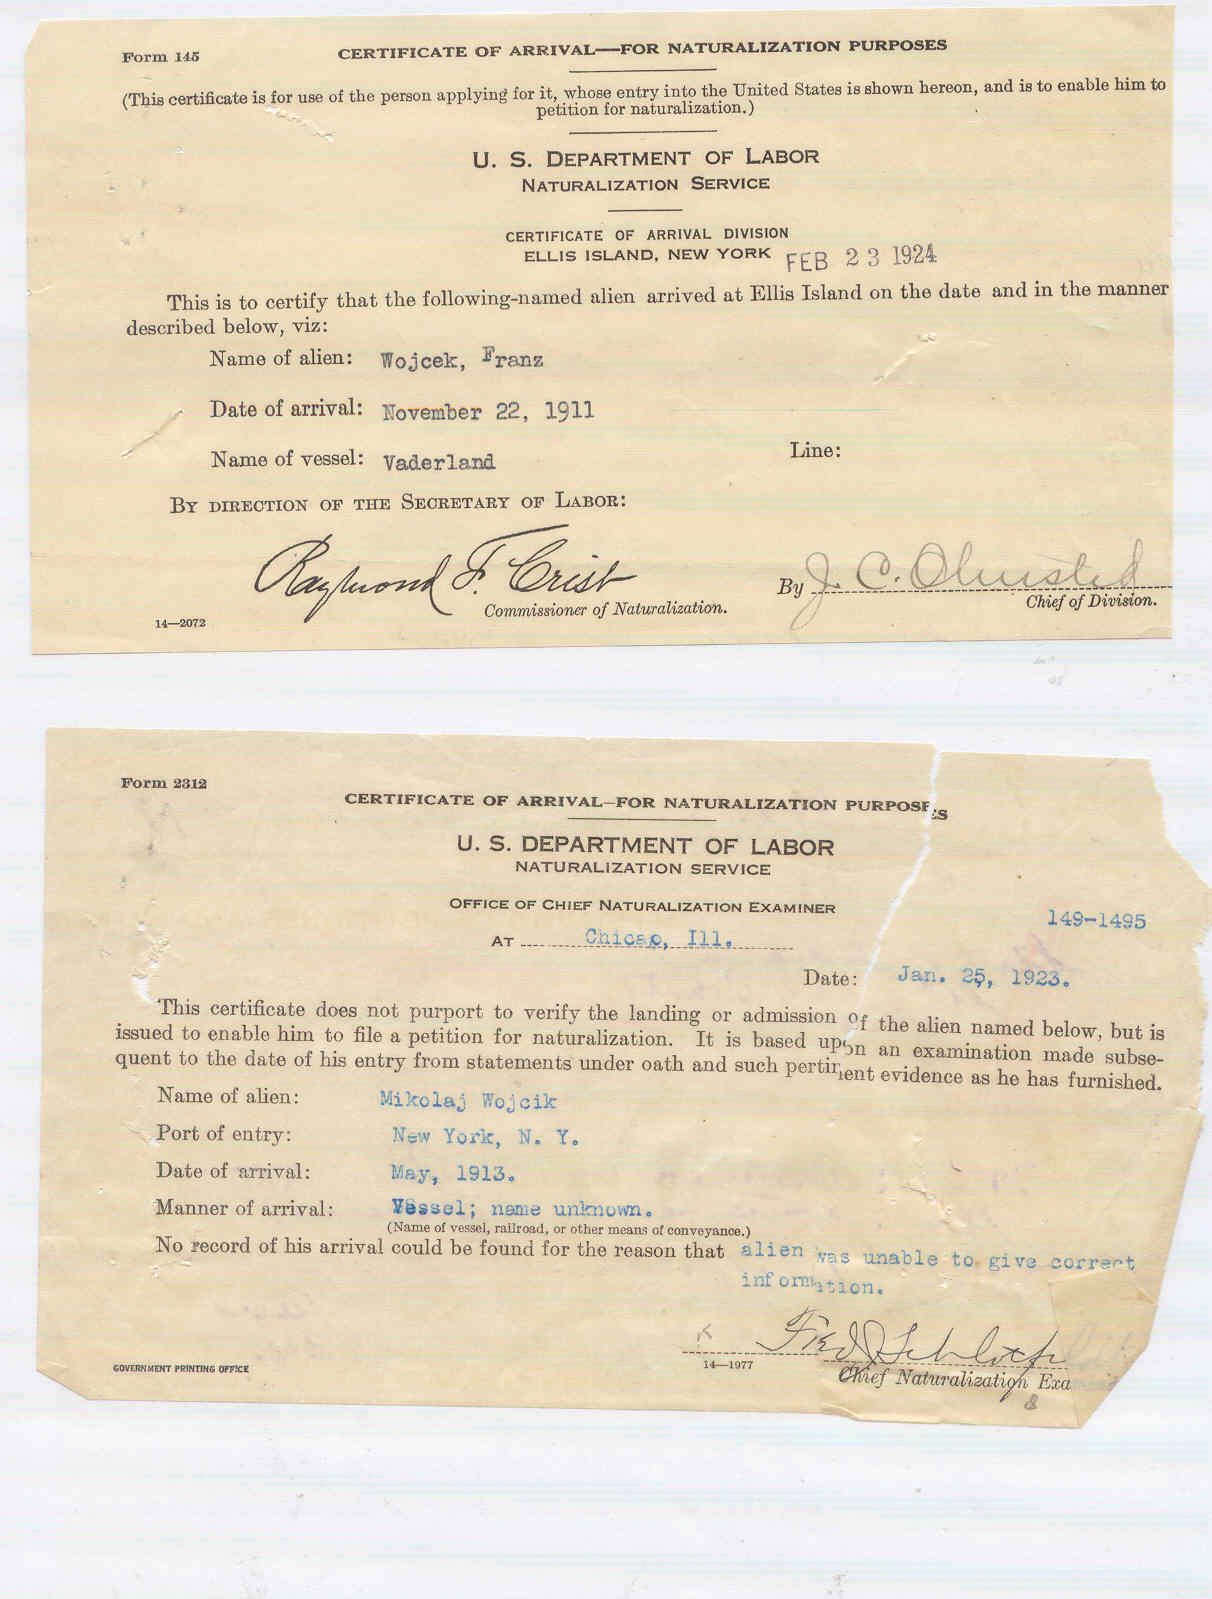 Form 145
CERTIFICATE OF ARRIVAL—FOR NATURALIZATION PURPOSES
(This certificate is for use of the person applying for it, whose entry into the United States is shown hereon, and is to enable him to
petition for naturalization.)
U. S. DEPARTMENT OF LABOR
NATURALIZATION SERVICE
CERTIFICATE OF ARRIVAL DIVISION
ELLIS ISLAND, NEW YORK FEB 23 1924
This is to certify that the following-named alien arrived at Ellis Island on the date and in the manner
described below, viz:
Name of alien: Wojcek, Franz
Date of arrival: November 22, 1911
Name of vessel: Vaderland Line:
BY DIRECTION OF THE SECRETARY OF LABOR:
Raymond F. Crist By J. C. Olmsted
Commissioner of Naturalization. Chief of Division.
14—2072
Form 2312
CERTIFICATE OF ARRIVAL–FOR NATURALIZATION PURPOSES
U. S. DEPARTMENT OF LABOR
NATURALIZATION SERVICE
OFFICE OF CHIEF NATURALIZATION EXAMINER
149-1495
AT Chicao, Ill.
Date: Jan. 25, 1923.
This certificate does not purport to verify the landing or admission of the alien named below, but is
issued to enable him to file a petition for naturalization. It is based upon an examination made subse-
quent to the date of his entry from statements under oath and such pertinent evidence as he has furnished.
Name of alien: Mikolaj Wojcik
Port of entry: New York, N. Y.
Date of arrival: May, 1913.
Manner of arrival: Vessel; name unknown.
(Name of vessel, railroad, or other means of conveyance.)
No record of his arrival could be found for the reason that alien was unable to give correct
information.
Fred J Schlotfe
14—1977
GOVERNMENT PRINTING OFFICE
Chief Naturalization Exa